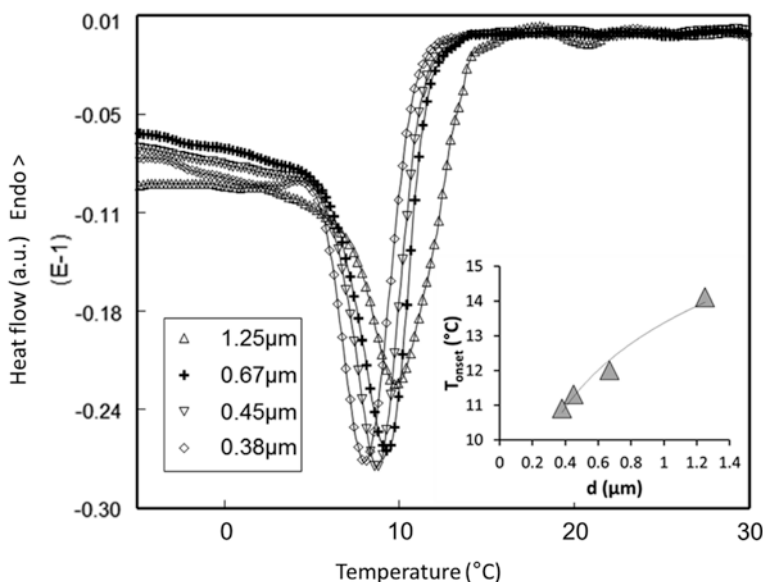 0.01
-0.05
-0.11
-0.18
-0.24
-0.30
Heat flow (a.u.) Endo >
(E-1)
1.25µm
0.67µm
0.45µm
0.38µm
0
10
20
30
Temperature (°C)
15
14
13
12
11
10
Tonset (°C)
0 0.2 0.4 0.6 0.8 1 1.2 1.4
d (µm)